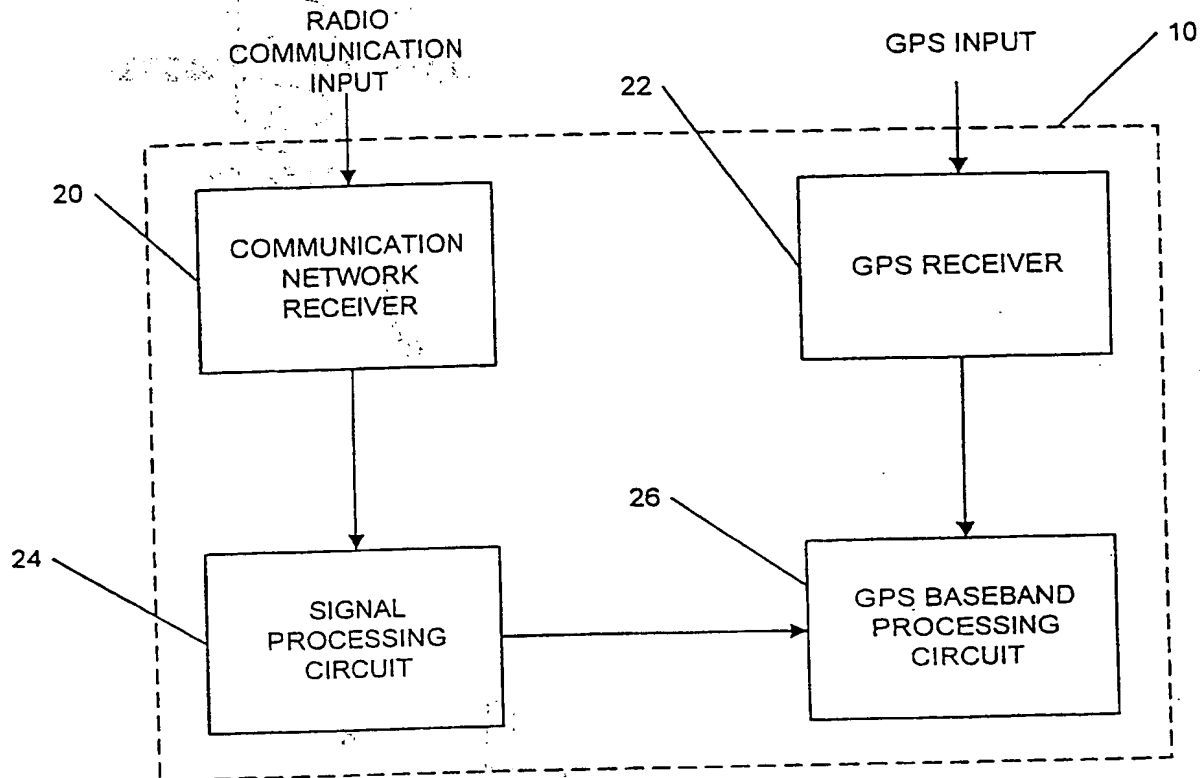 RADIO
COMMUNICATION
INPUT
GPS INPUT
10
22
20
COMMUNICATION
NETWORK
RECEIVER
GPS RECEIVER
26
24
SIGNAL
PROCESSING
CIRCUIT
GPS BASEBAND
PROCESSING
CIRCUIT